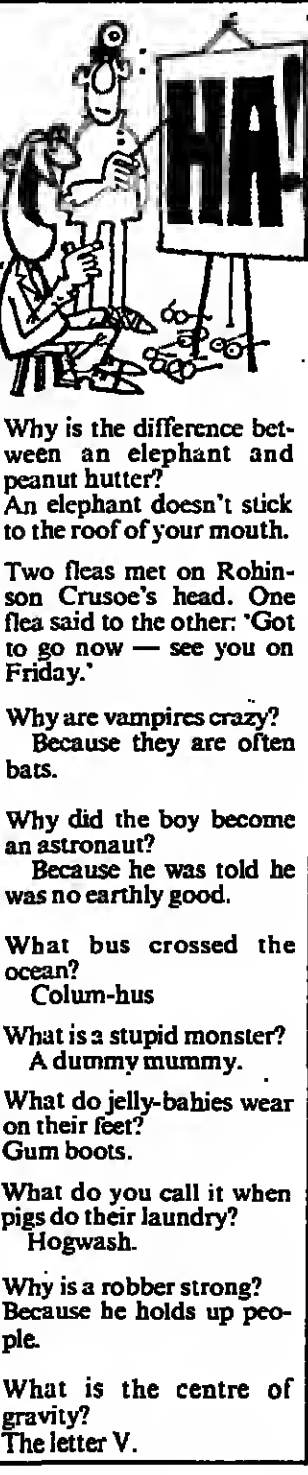 HA!
Why is the difference bet-
ween an elephant and
peanut hutter?
An elephant doesn't stick
to the roof of your mouth.
Two fleas met on Robin-
son Crusoe's head. One
flea said to the other: 'Got
to go now — see you on
Friday.'
Why are vampires crazy?
Because they are often
bats.
Why did the boy become
an astronaut?
Because he was told he
was no earthly good.
What bus crossed the
ocean?
Colum-hus
What is a stupid monster?
A dummy mummy.
What do jelly-bahies wear
on their feet?
Gum boots.
What do you call it when
pigs do their laundry?
Hogwash.
Why is a robber strong?
Because he holds up peo-
ple.
What is the centre of
gravity?
The letter V.